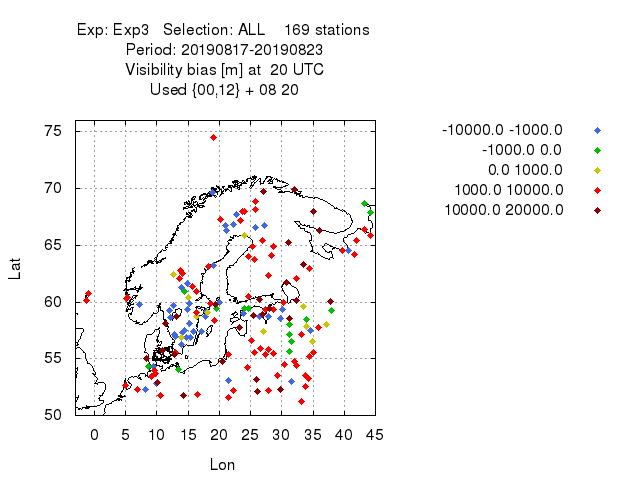 Exp: Exp3   Selection: ALL    169 stations
Period: 20190817-20190823
Visibility bias [m] at  20 UTC
Used {00,12} + 08 20
-10000.0 -1000.0
-1000.0 0.0
0.0 1000.0
1000.0 10000.0
10000.0 20000.0
75
70
65
60
55
50
Lat
0 5 10 15 20 25 30 35 40 45
Lon